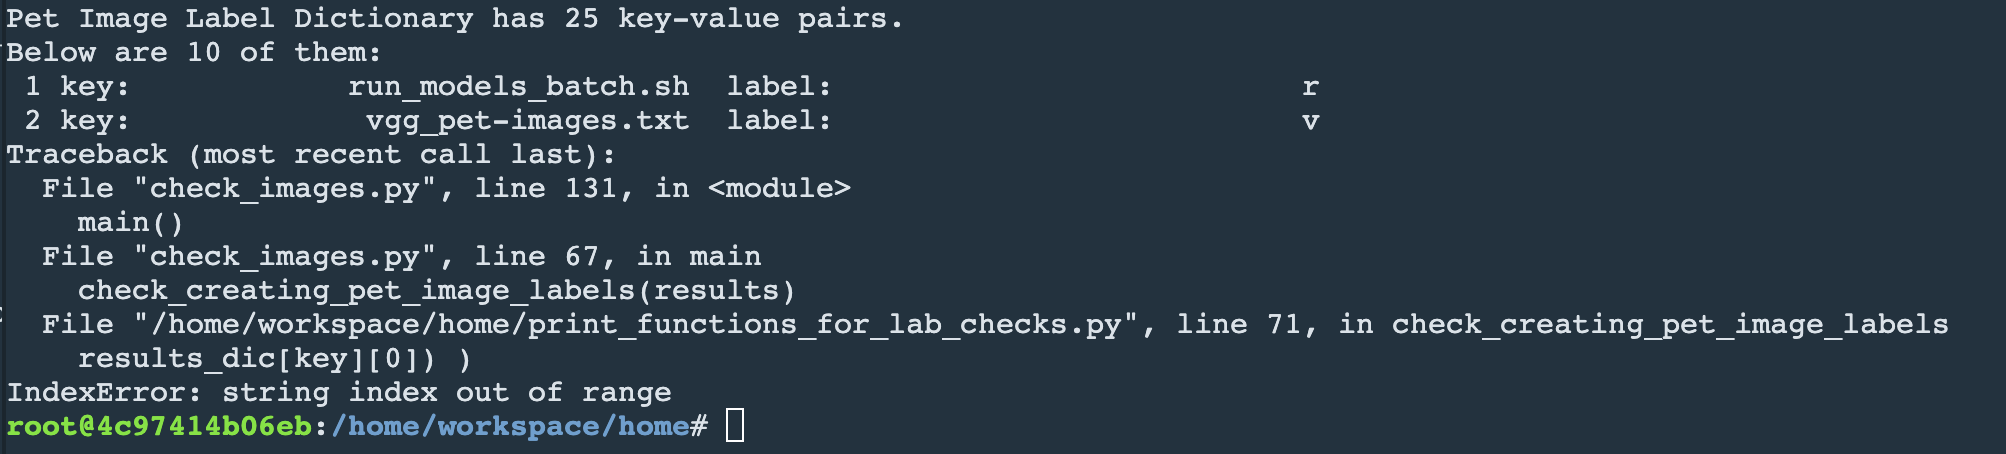 Pet Image Label Dictionary has 25 key-value pairs.
Below are 10 of them:
 1 key:            run_models_batch.sh  label:                          r
 2 key:             vgg_pet-images.txt  label:                          v
Traceback (most recent call last):
  File "check_images.py", line 131, in <module>
    main()
  File "check_images.py", line 67, in main
    check_creating_pet_image_labels(results)
  File "/home/workspace/home/print_functions_for_lab_checks.py", line 71, in check_creating_pet_image_labels
    results_dic[key][0]) )
IndexError: string index out of range
root@4c97414b06eb:/home/workspace/home#